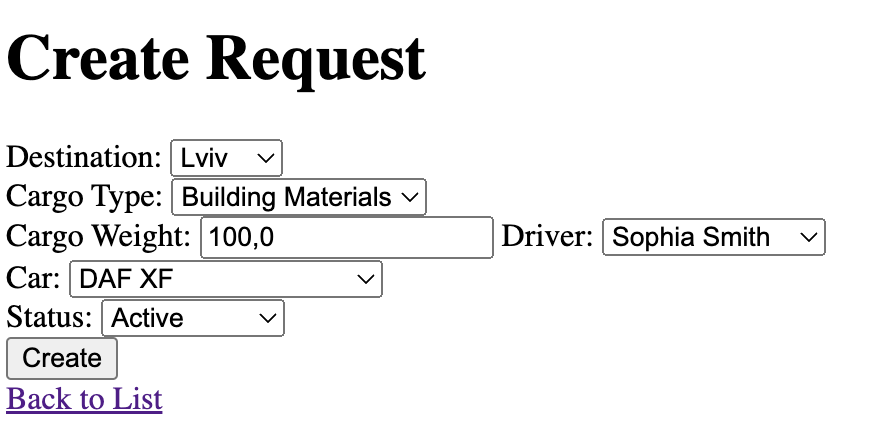 Create Request
Destination: Lviv
Cargo Type: Building Materials
Cargo Weight: 100,0 Driver: Sophia Smith
Car: DAF XF
Status: Active
Create
Back to List